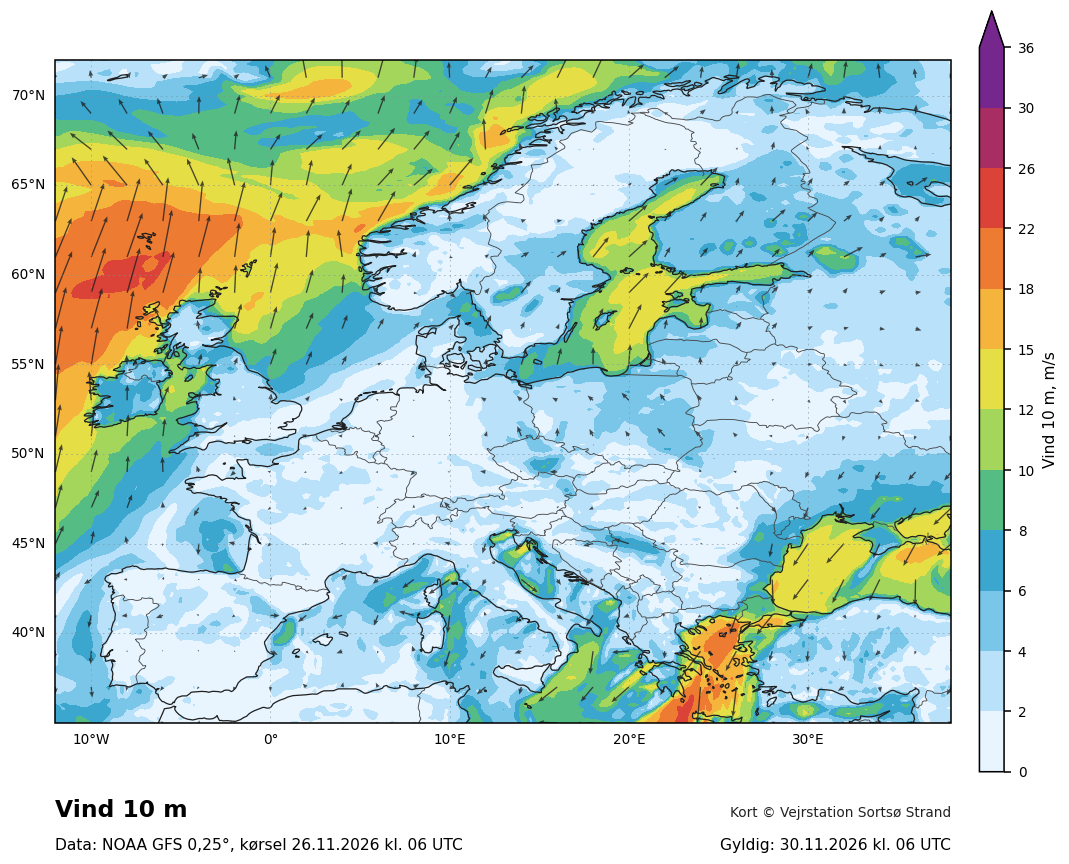 70°N
65°N
60°N
55°N
50°N
45°N
40°N
10°W
0°
10°E
20°E
30°E
36
30
26
22
18
15
12
10
8
6
4
2
0
Vind 10 m, m/s
Vind 10 m
Kort © Vejrstation Sortsø Strand
Data: NOAA GFS 0,25°, kørsel 26.11.2026 kl. 06 UTC
Gyldig: 30.11.2026 kl. 06 UTC